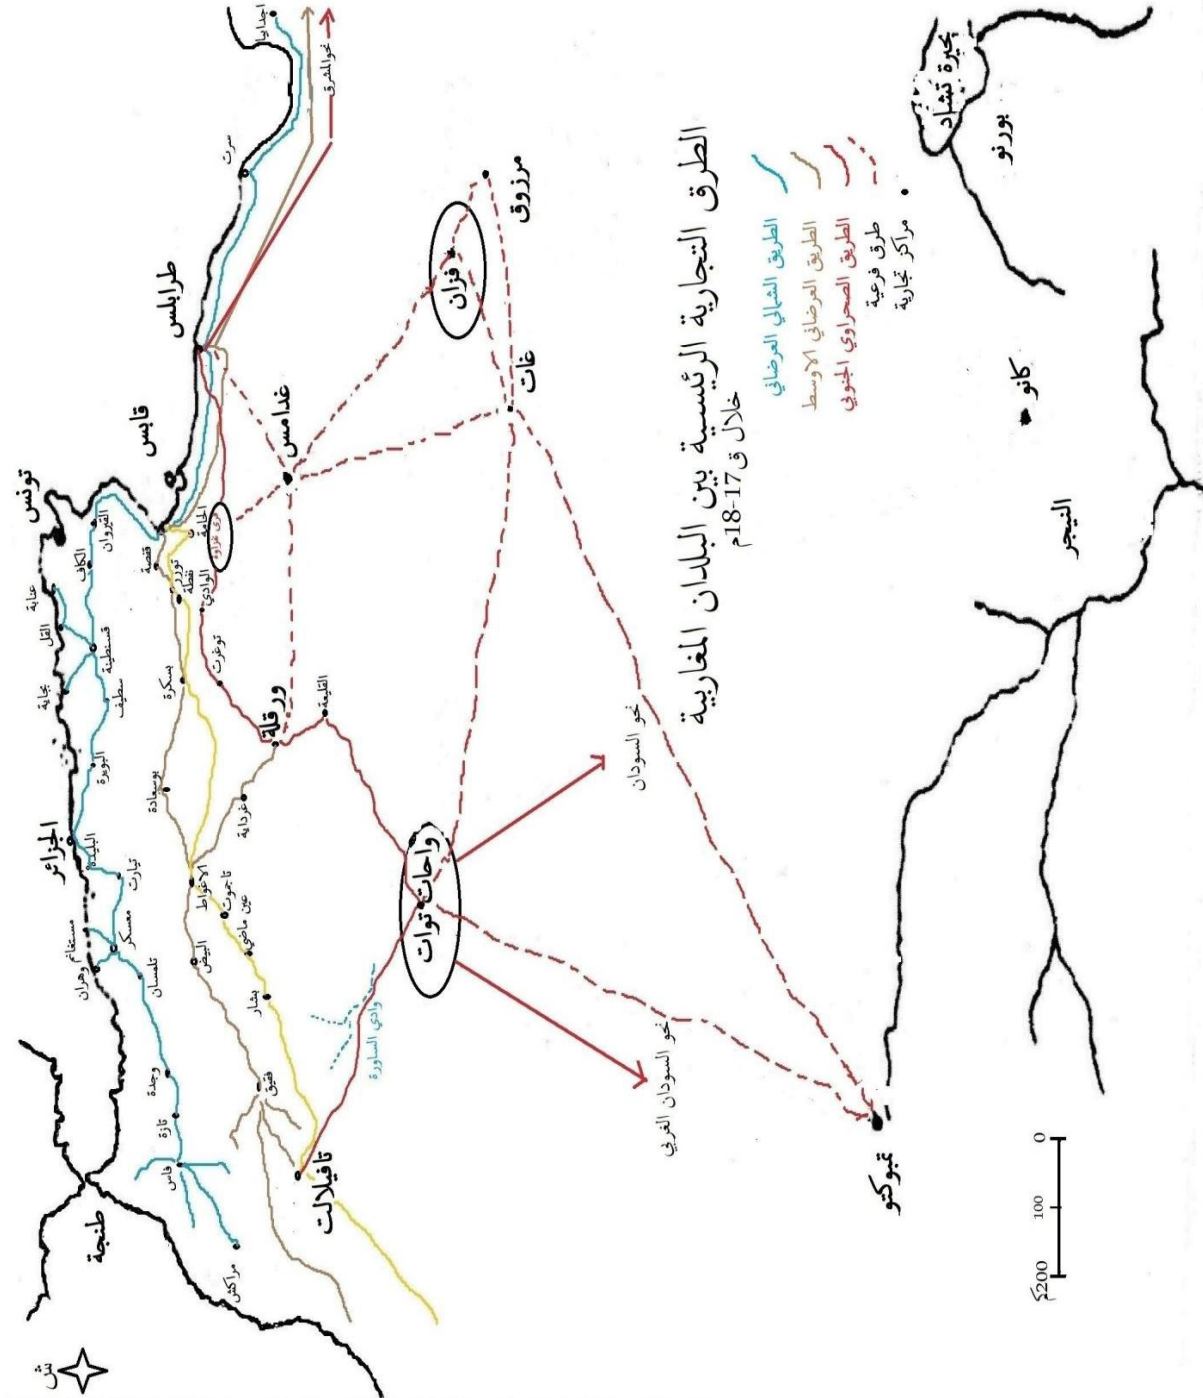 الطرق التجارية الرئيسية بين البلدان المغاربية
خلال ق 17-18م
الطريق الشمالي العرضاني
الطريق العرضاني الاوسط
الطريق الصحراوي الجنوبي
طرق فرعية
مراكز تجارية
ش
طنجة
مراكش
فاس
تازة
وجدة
تلمسان
وهران
معسكر
مستغانم
تيارت
البليدة
الجزائر
البويرة
سطيف
بجاية
قسنطينة
القل
عنابة
الكاف
القيروان
تونس
قابس
طرابلس
سرت
اجدابيا
نحو المشرق
تافيلالت
فقيق
بشار
البيض
عين ماضي
تاجموت
الاغواط
بوسعادة
غرداية
بسكرة
توغرت
الوادي
نفطة
توزر
قفصة
الحامة
ورقلة
القليعة
غدامس
وادي الساورة
واحات
توات
فزان
مرزوق
غات
نحو السودان
نحو السودان الغربي
تمبوكتو
النيجر
كانو
بورنو
بحيرة تشاد
0
100
200كم